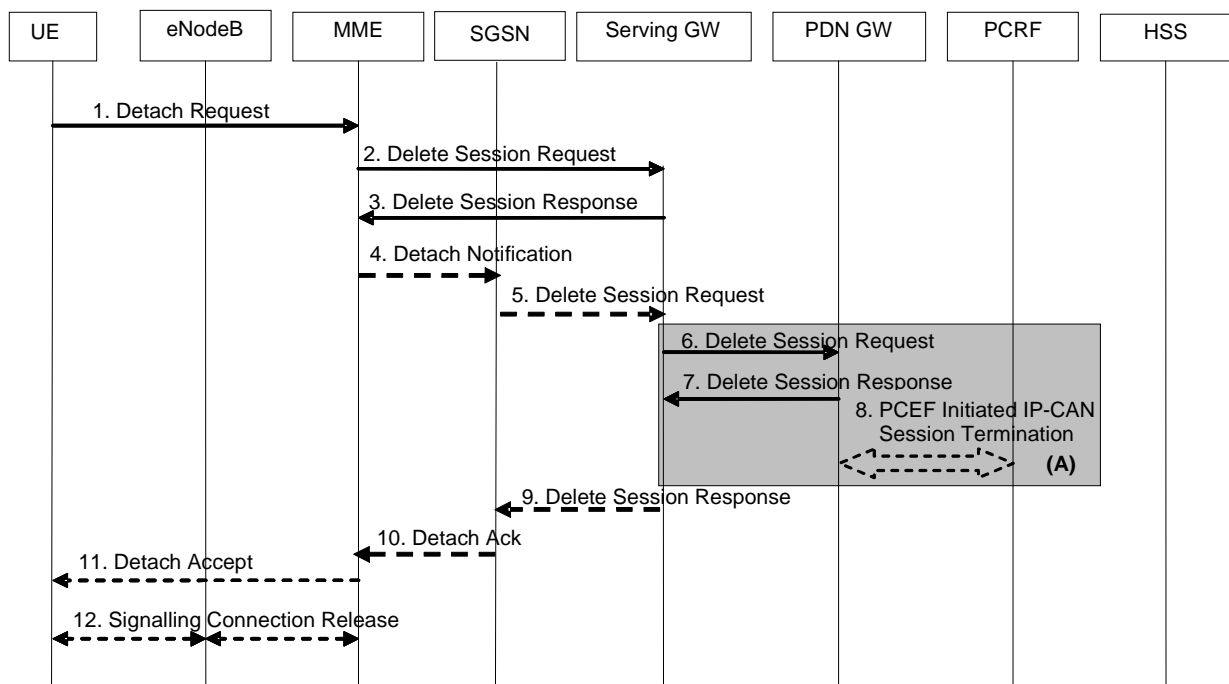 UE eNodeB MME SGSN Serving GW PDN GW PCRF HSS
1. Detach Request
2. Delete Session Request
3. Delete Session Response
4. Detach Notification
5. Delete Session Request
6. Delete Session Request
7. Delete Session Response
8. PCEF Initiated IP-CAN
Session Termination
(A)
9. Delete Session Response
10. Detach Ack
11. Detach Accept
12. Signalling Connection Release